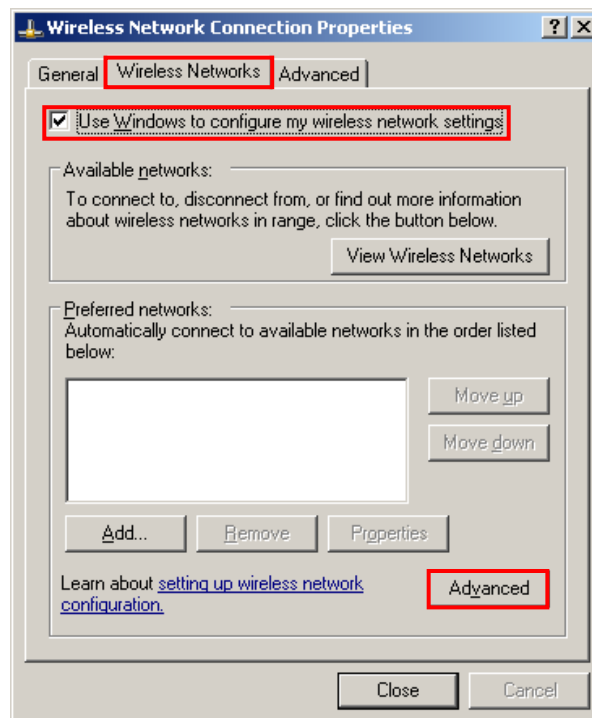 Wireless Network Connection Properties
General Wireless Networks Advanced
Use Windows to configure my wireless network settings
Available networks:
To connect to, disconnect from, or find out more information
about wireless networks in range, click the button below.
View Wireless Networks
Preferred networks:
Automatically connect to available networks in the order listed
below:
Move up
Move down
Add... Remove Properties
Learn about setting up wireless network
configuration.
Advanced
Close Cancel